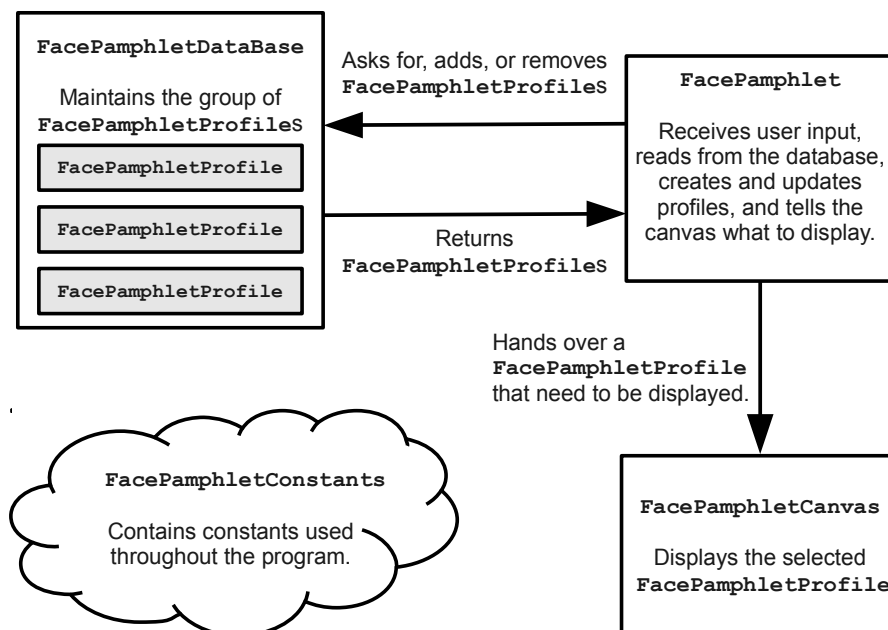 FacePamphletDataBase
Maintains the group of
FacePamphletProfiles
FacePamphletProfile
FacePamphletProfile
FacePamphletProfile
Asks for, adds, or removes
FacePamphletProfiles
Returns
FacePamphletProfiles
FacePamphlet
Receives user input,
reads from the database,
creates and updates
profiles, and tells the
canvas what to display.
Hands over a
FacePamphletProfile
that need to be displayed.
FacePamphletConstants
Contains constants used
throughout the program.
FacePamphletCanvas
Displays the selected
FacePamphletProfile